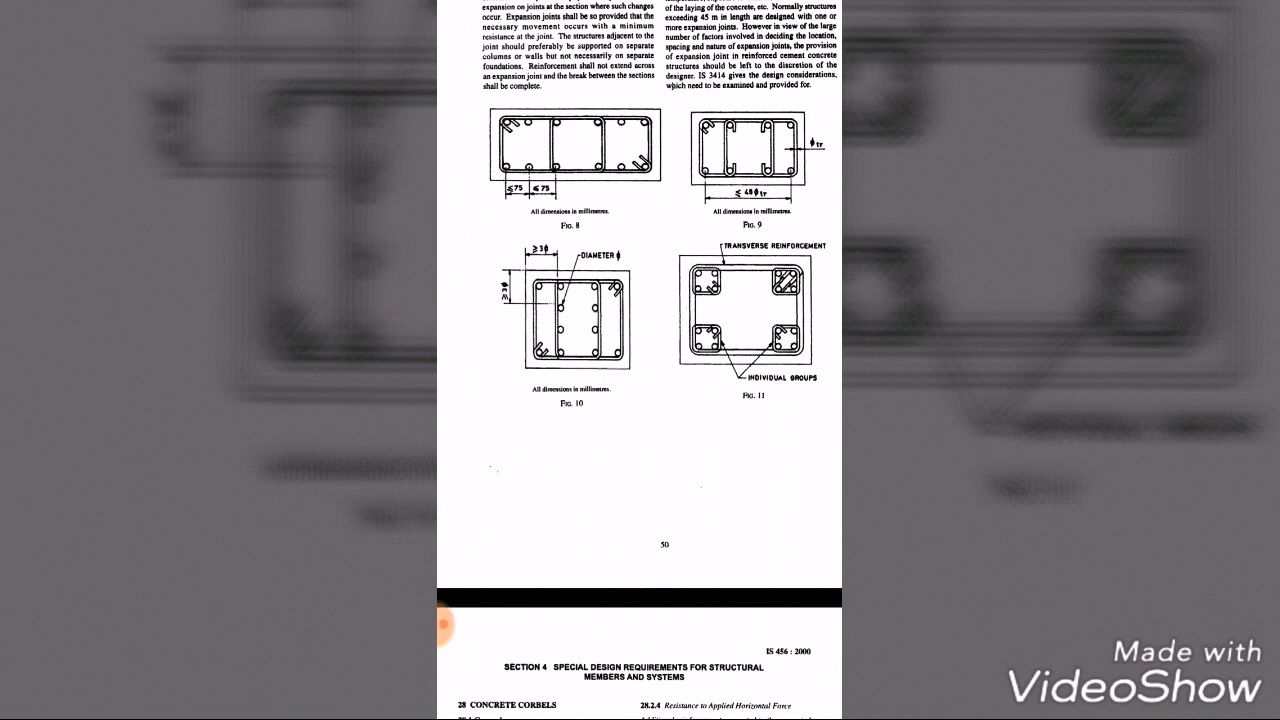 expansion on joints at the section where such changes
occur. Expansion joints shall be so provided that the
necessary movement occurs with a minimum
resistance at the joint. The structures adjacent to the
joint should preferably be supported on separate
columns or walls but not necessarily on separate
foundations. Reinforcement shall not extend across
an expansion joint and the break between the sections
shall be complete.
of the laying of the concrete, etc. Normally structures
exceeding 45 m in length are designed with one or
more expansion joints. However in view of the large
number of factors involved in deciding the location,
spacing and nature of expansion joints, the provision
of expansion joint in reinforced cement concrete
structures should be left to the discretion of the
designer. IS 3414 gives the design considerations,
which need to be examined and provided for.
≤75 ≤75
All dimensions in millimetres.
FIG. 8
ϕtr
≤ 48ϕtr
All dimensions in millimetres.
FIG. 9
≥3ϕ
DIAMETER ϕ
≥3ϕ
All dimensions in millimetres.
FIG. 10
TRANSVERSE REINFORCEMENT
INDIVIDUAL GROUPS
FIG. 11
50
IS 456 : 2000
SECTION 4 SPECIAL DESIGN REQUIREMENTS FOR STRUCTURAL
MEMBERS AND SYSTEMS
28 CONCRETE CORBELS
28.2.4 Resistance to Applied Horizontal Force
Made with
VideoShow